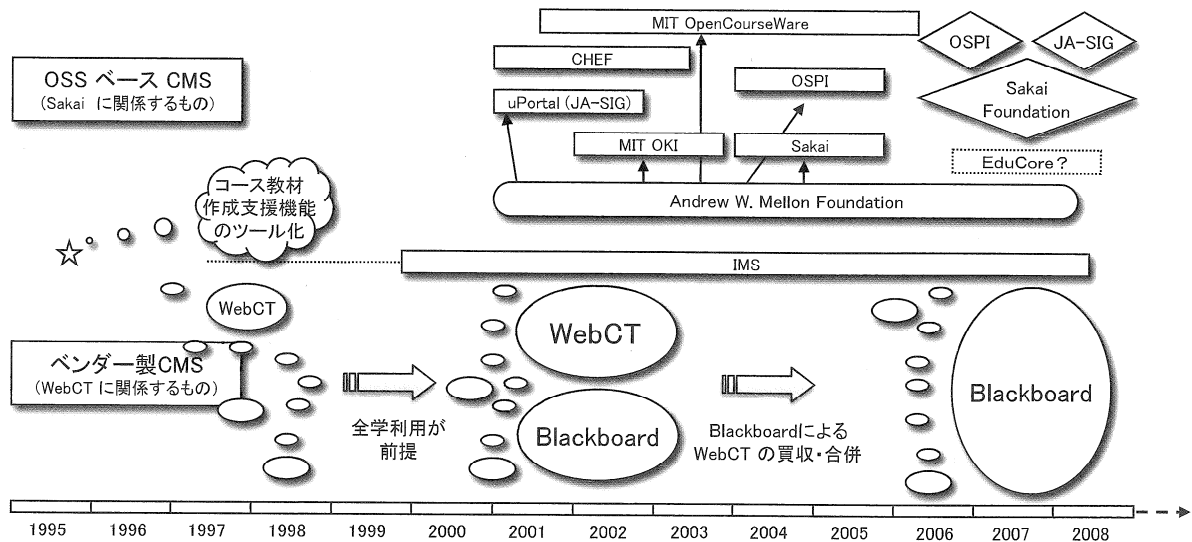 MIT OpenCourseWare
OSPI
JA-SIG
CHEF
OSS ベース CMS
(Sakai に関係するもの)
OSPI
uPortal (JA-SIG)
Sakai
Foundation
MIT OKI
Sakai
EduCore？
コース教材
作成支援機能
のツール化
Andrew W. Mellon Foundation
IMS
WebCT
WebCT
ベンダー製CMS
(WebCT に関係するもの)
Blackboard
全学利用が
前提
Blackboard
Blackboardによる
WebCT の買収・合併
1995 1996 1997 1998 1999 2000 2001 2002 2003 2004 2005 2006 2007 2008